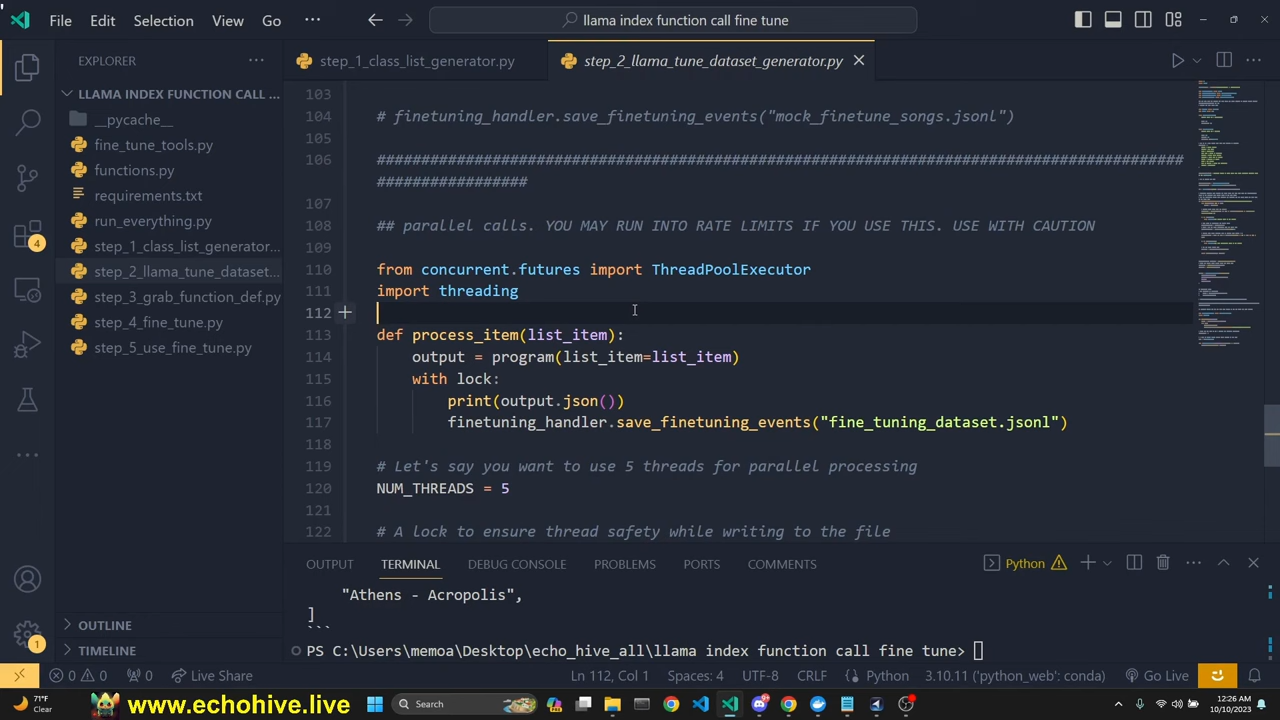 File Edit Selection View Go ··· llama index function call fine tune
EXPLORER ···
LLAMA INDEX FUNCTION CALL ...
__pycache__
fine_tune_tools.py
functions.py
requirements.txt
run_everything.py
step_1_class_list_generator...
step_2_llama_tune_dataset...
step_3_grab_function_def.py
step_4_fine_tune.py
step_5_use_fine_tune.py
OUTLINE
TIMELINE
4
1
step_1_class_list_generator.py step_2_llama_tune_dataset_generator.py
103
104 # finetuning_handler.save_finetuning_events("mock_finetune_songs.jsonl")
105
106 ###########################################################################################
#################
107
108 YOU CAN RUN PRIVATE IF YOU USE THIS USE WITH CAUTION
109
110 from concurrent.futures import ThreadPoolExecutor
111 import threading
112
113 def process_item(list_item):
114 output = program(list_item=list_item)
115 with lock:
116 print(output.json())
117 finetuning_handler.save_finetuning_events("fine_tuning_dataset.jsonl")
118
119 # Let's say you want to use 5 threads for parallel processing
120 NUM_THREADS = 5
121
122 # A lock to ensure thread safety while writing to the file
OUTPUT TERMINAL DEBUG CONSOLE PROBLEMS PORTS COMMENTS Python
"Athens - Acropolis",
]
```
PS C:\Users\memoa\Desktop\echo_hive_all\llama index function call fine tune>
0 0 0 Live Share Ln 112, Col 1 Spaces: 4 UTF-8 CRLF Python 3.10.11 ('python_web': conda) Go Live
71°F
Clear
www.echohive.live
Search
12:26 AM
10/10/2023